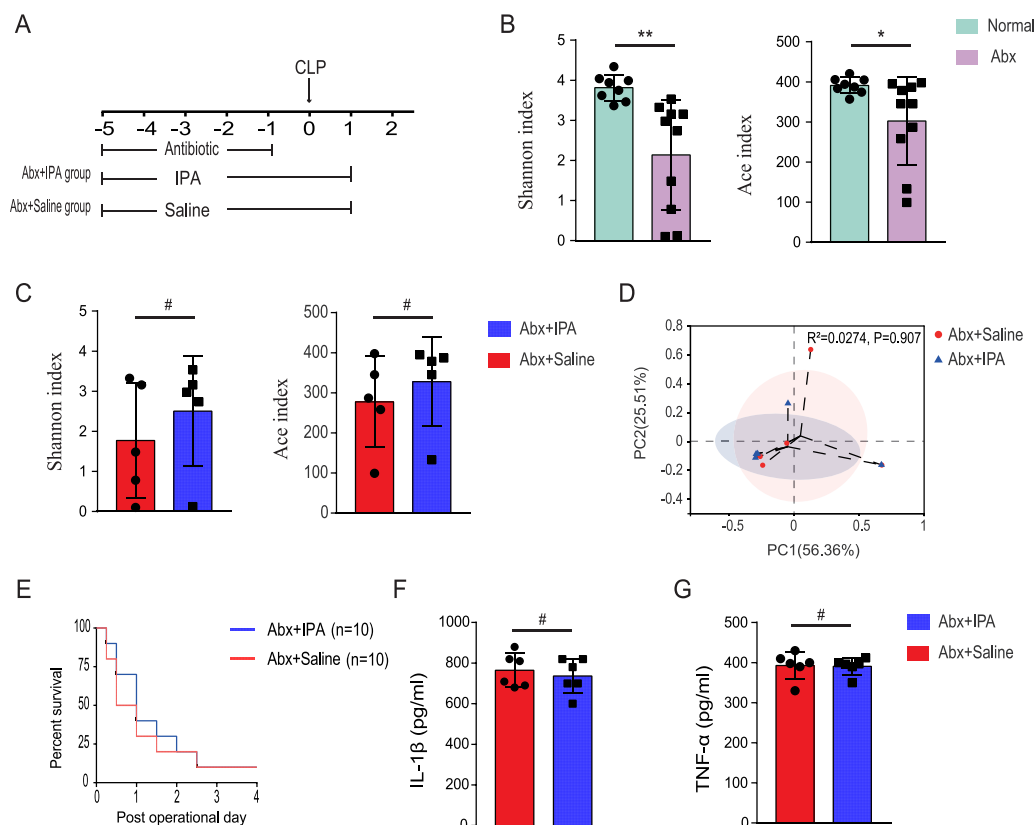 A
CLP
-5 -4 -3 -2 -1 0 1 2
Antibiotic
Abx+IPA group
IPA
Abx+Saline group
Saline
B
**
Shannon index
5
4
3
2
1
0
*
Ace index
500
400
300
200
100
0
Normal
Abx
C
#
Shannon index
5
4
3
2
1
0
#
Ace index
500
400
300
200
100
0
Abx+IPA
Abx+Saline
D
R²=0.0274, P=0.907
PC2(25.51%)
0.8
0.6
0.4
0.2
0
-0.2
-0.4
-0.5 0 0.5 1
PC1(56.36%)
Abx+Saline
Abx+IPA
E
Percent survival
100
75
50
25
0
0 1 2 3 4
Post operational day
Abx+IPA (n=10)
Abx+Saline (n=10)
F
#
IL-1β (pg/ml)
1000
800
600
400
200
0
G
#
TNF-α (pg/ml)
500
400
300
200
100
0
Abx+IPA
Abx+Saline